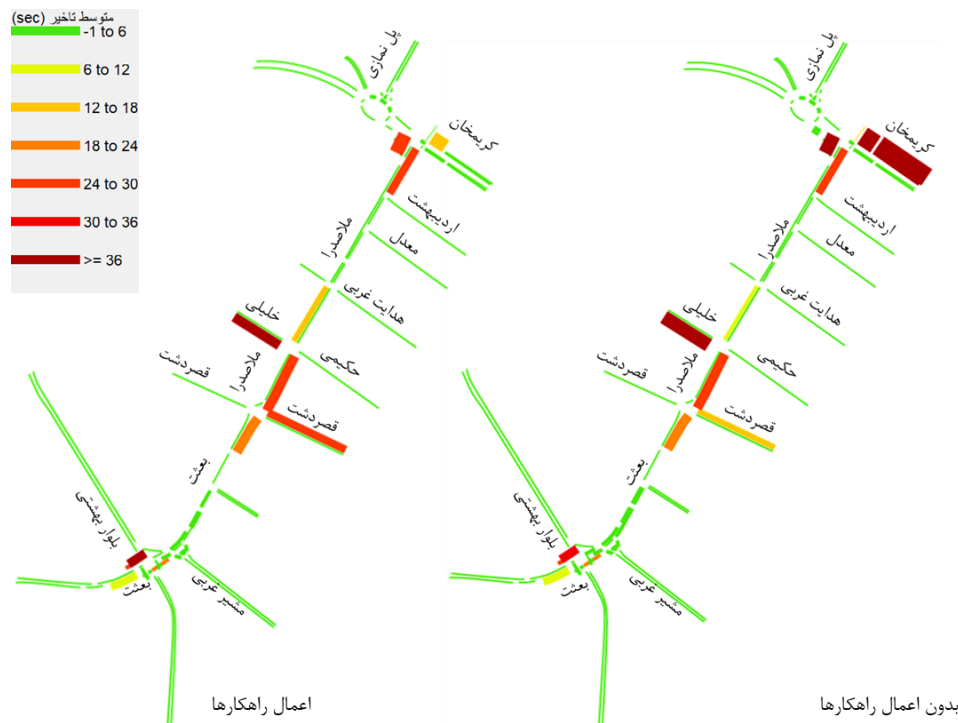 متوسط تاخیر (sec)
-1 to 6
6 to 12
12 to 18
18 to 24
24 to 30
30 to 36
>= 36
پل نمازی
کریمخان
اردیبهشت
معدل
ملاصدرا
هدایت غربی
خلیلی
حکیمی
ملاصدرا
قصردشت
قصردشت
بعثت
بلوار بهشتی
بعثت
مشیر غربی
اعمال راهکارها
پل نمازی
کریمخان
اردیبهشت
معدل
ملاصدرا
هدایت غربی
خلیلی
حکیمی
ملاصدرا
قصردشت
قصردشت
بعثت
بلوار بهشتی
بعثت
مشیر غربی
بدون اعمال راهکارها